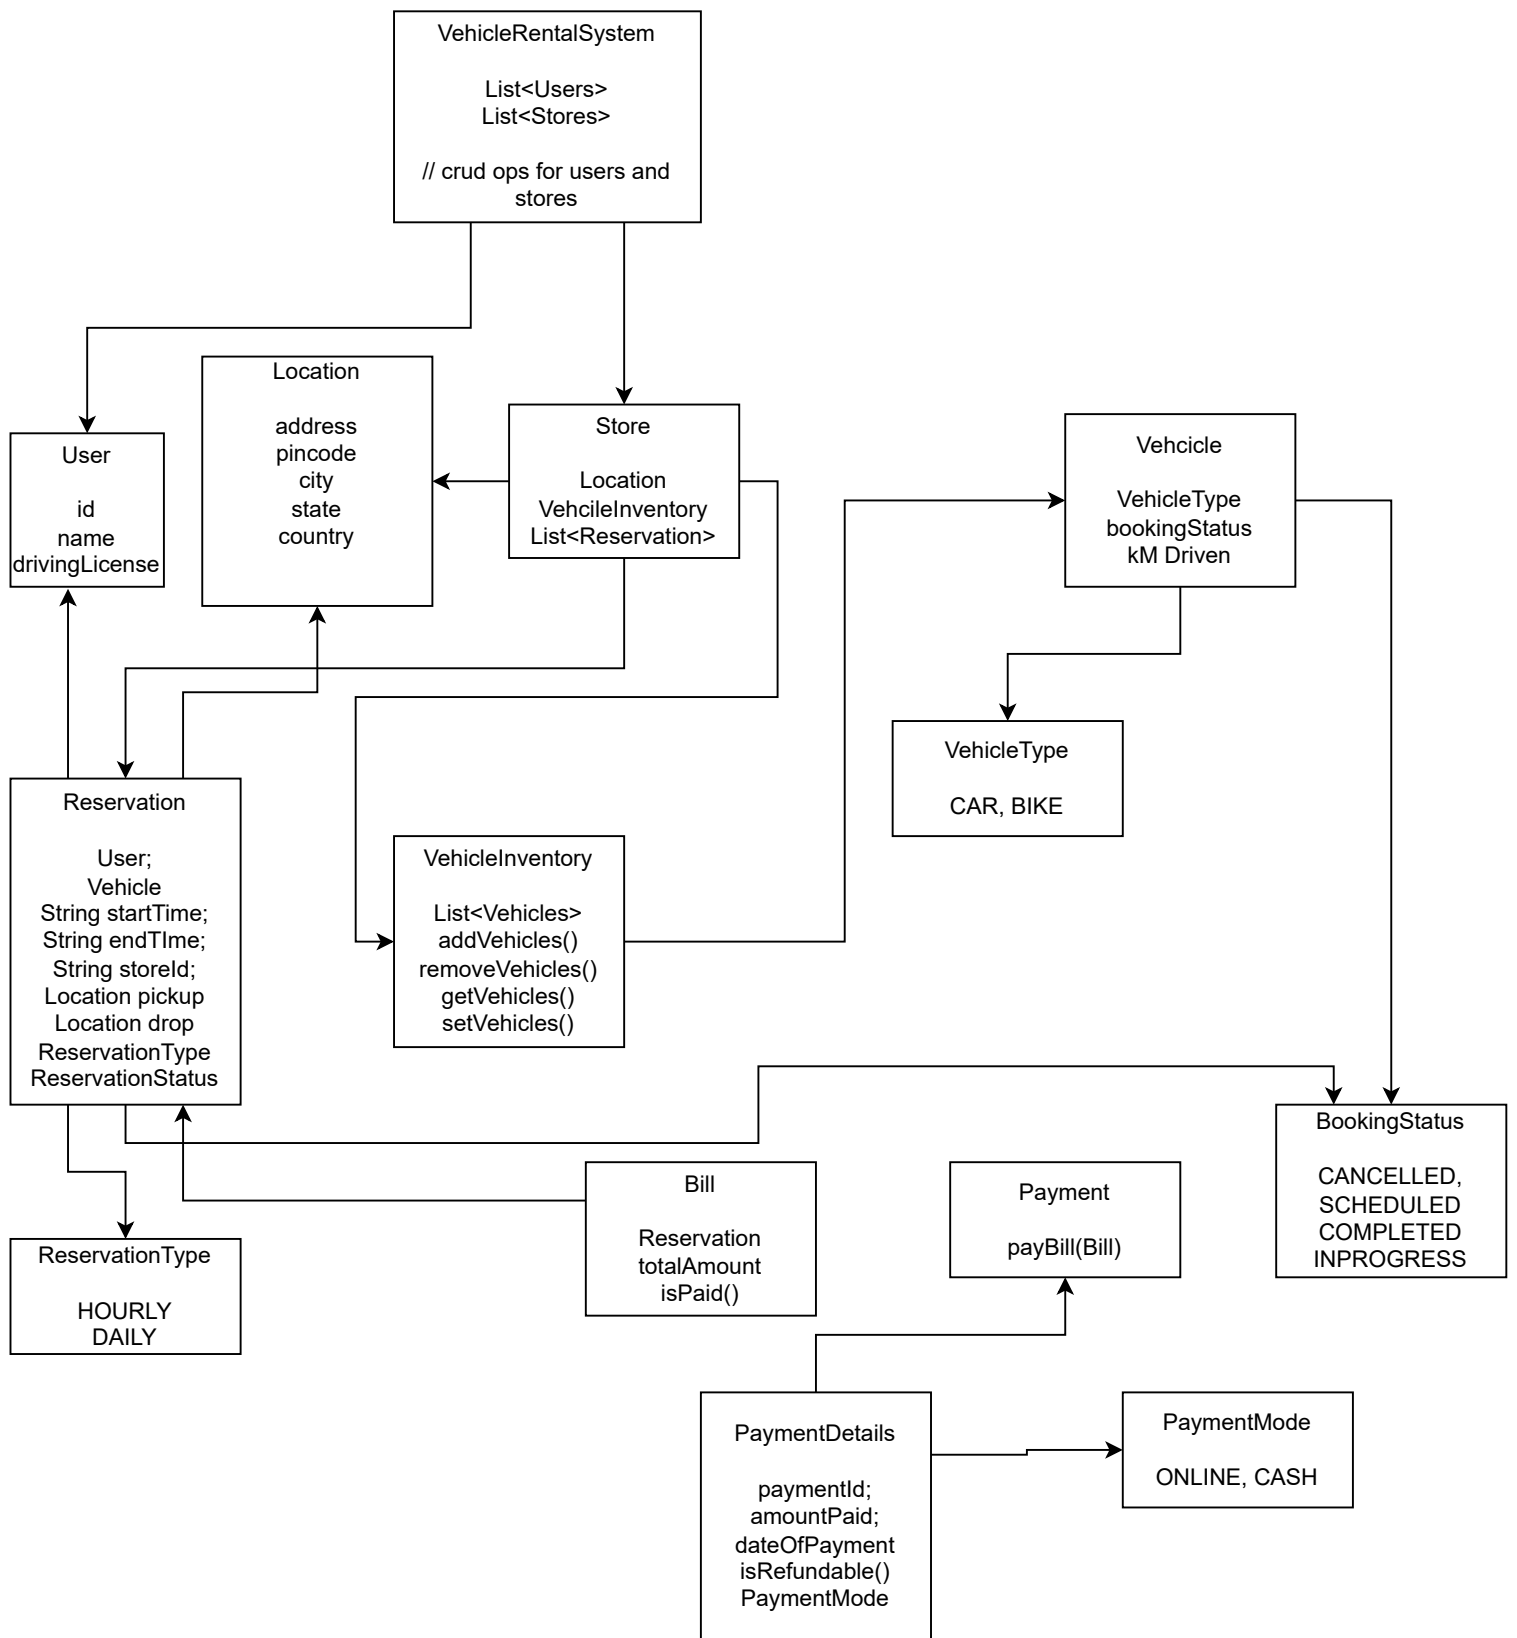 VehicleRentalSystem
List<Users>
List<Stores>
// crud ops for users and
stores
Location
address
pincode
city
state
country
Store
Location
VehcileInventory
List<Reservation>
Vehcicle
VehicleType
bookingStatus
kM Driven
User
id
name
drivingLicense
VehicleType
CAR, BIKE
Reservation
User;
Vehicle
String startTime;
String endTIme;
String storeId;
Location pickup
Location drop
ReservationType
ReservationStatus
VehicleInventory
List<Vehicles>
addVehicles()
removeVehicles()
getVehicles()
setVehicles()
BookingStatus
CANCELLED,
SCHEDULED
COMPLETED
INPROGRESS
Bill
Reservation
totalAmount
isPaid()
Payment
payBill(Bill)
ReservationType
HOURLY
DAILY
PaymentDetails
paymentId;
amountPaid;
dateOfPayment
isRefundable()
PaymentMode
PaymentMode
ONLINE, CASH